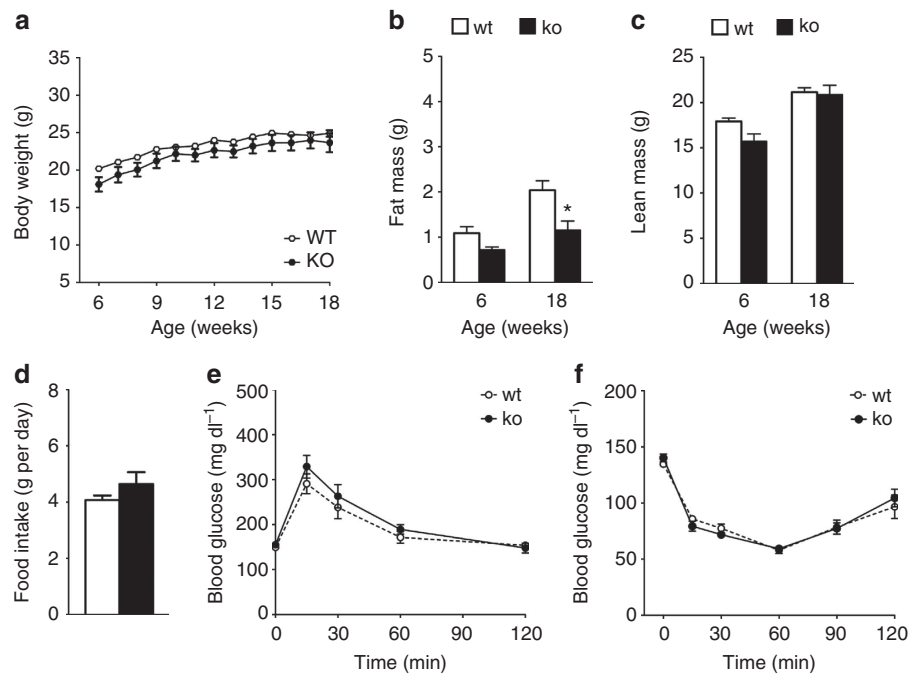 a
35
30
25
20
15
10
5
Body weight (g)
WT
KO
6 9 12 15 18
Age (weeks)
b
wt ko
5
4
3
2
1
0
Fat mass (g)
*
6 18
Age (weeks)
c
wt ko
25
20
15
10
5
0
Lean mass (g)
6 18
Age (weeks)
d
8
6
4
2
0
Food intake (g per day)
e
500
400
300
200
100
0
Blood glucose (mg dl⁻¹)
wt
ko
0 30 60 90 120
Time (min)
f
200
150
100
50
0
Blood glucose (mg dl⁻¹)
wt
ko
0 30 60 90 120
Time (min)